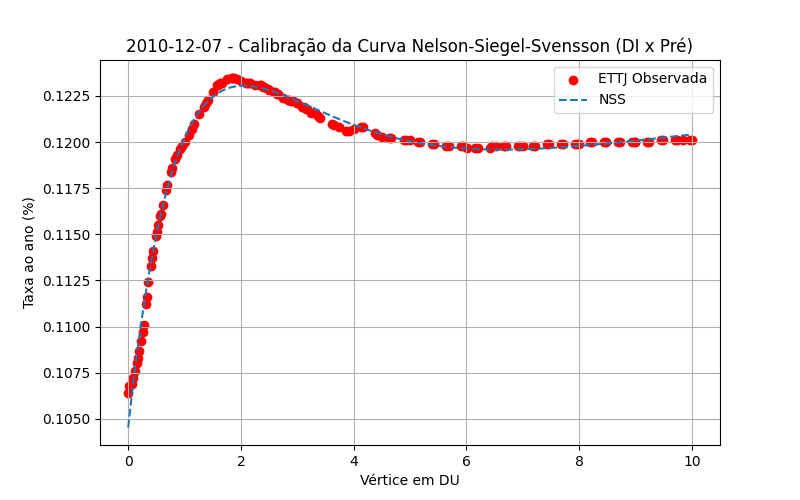 2010-12-07 - Calibração da Curva Nelson-Siegel-Svensson (DI x Pré)
ETTJ Observada
NSS
Taxa ao ano (%)
0.1225
0.1200
0.1175
0.1150
0.1125
0.1100
0.1075
0.1050
0 2 4 6 8 10
Vértice em DU